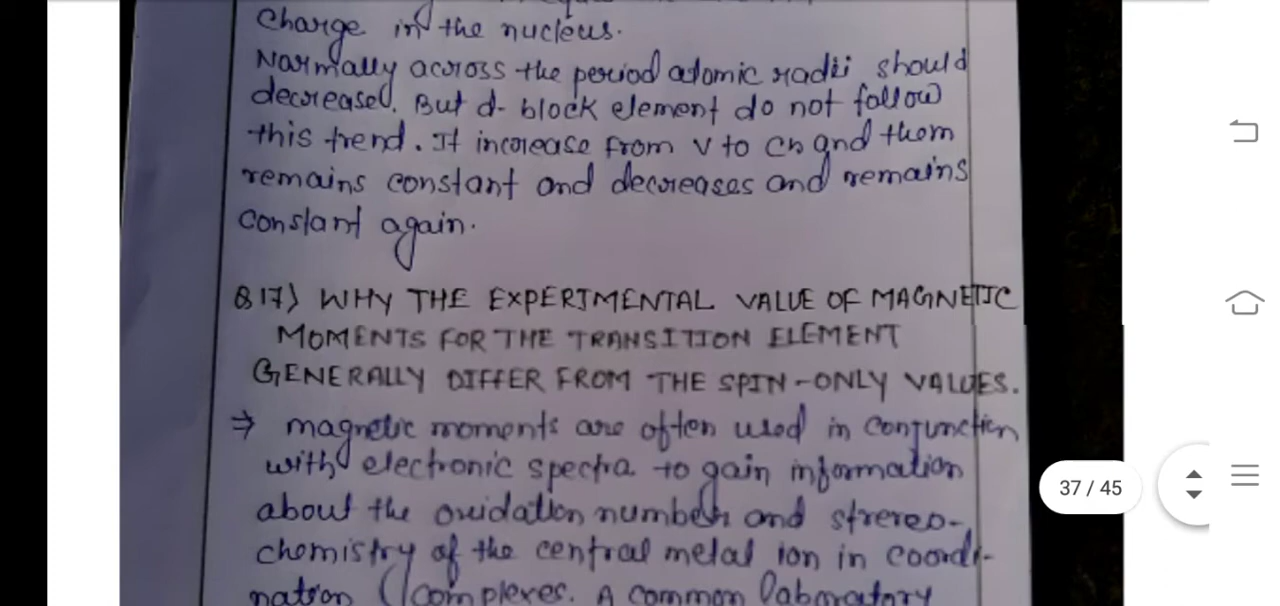 Charge in the nucleus.
Normally across the period atomic radii should
decreased. But d-block element do not follow
this trend. It increase from V to Cn and them
remains constant and decreases and remains
constant again.
Q17) WHY THE EXPERIMENTAL VALUE OF MAGNETIC
MOMENTS FOR THE TRANSITION ELEMENT
GENERALLY DIFFER FROM THE SPIN-ONLY VALUES.
⇒ magnetic moments are often used in conjunction
with electronic spectra to gain information
about the oxidation number and strereo-
chemistry of the central metal ion in coordi-
nation complexes. A common laboratory
37 / 45